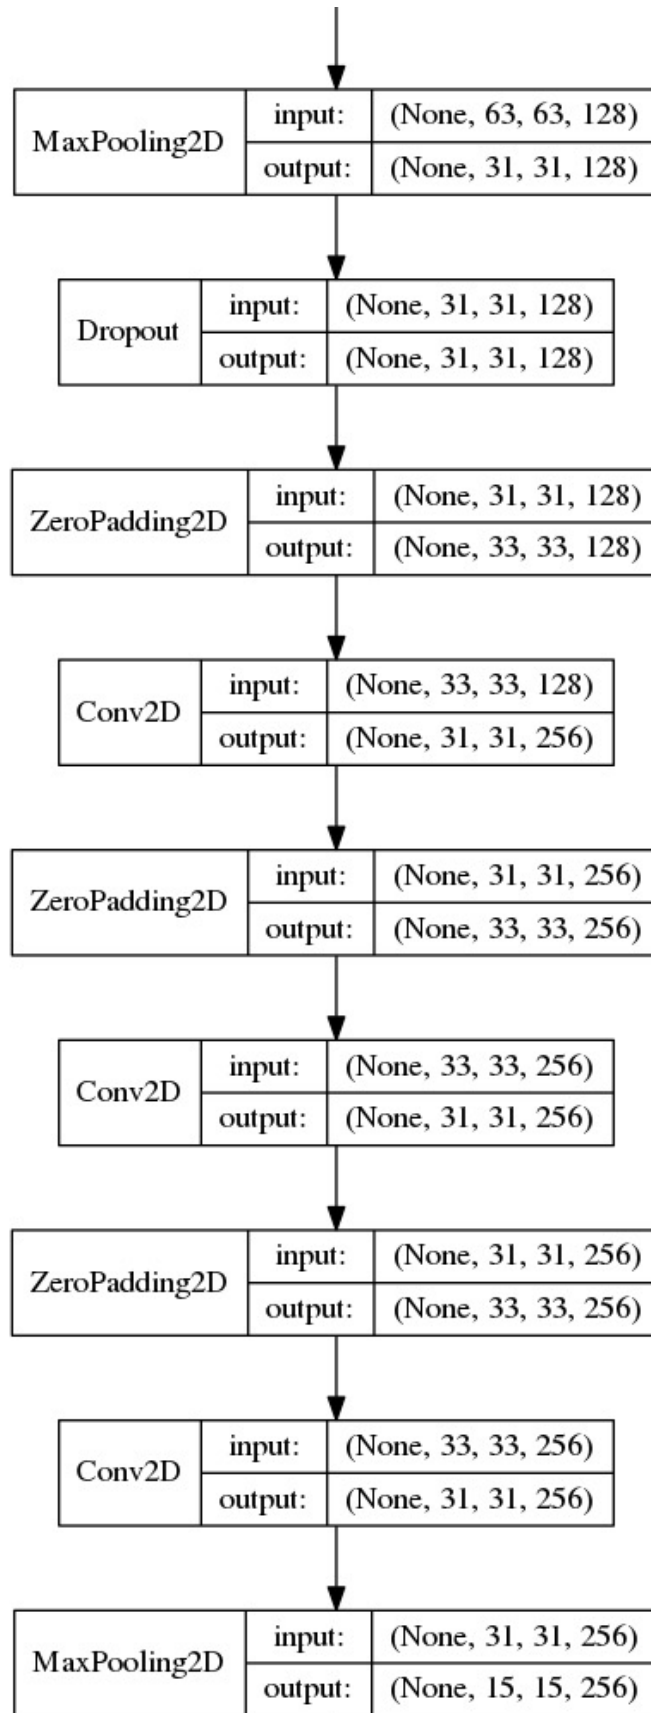 MaxPooling2D
input: (None, 63, 63, 128)
output: (None, 31, 31, 128)
Dropout
input: (None, 31, 31, 128)
output: (None, 31, 31, 128)
ZeroPadding2D
input: (None, 31, 31, 128)
output: (None, 33, 33, 128)
Conv2D
input: (None, 33, 33, 128)
output: (None, 31, 31, 256)
ZeroPadding2D
input: (None, 31, 31, 256)
output: (None, 33, 33, 256)
Conv2D
input: (None, 33, 33, 256)
output: (None, 31, 31, 256)
ZeroPadding2D
input: (None, 31, 31, 256)
output: (None, 33, 33, 256)
Conv2D
input: (None, 33, 33, 256)
output: (None, 31, 31, 256)
MaxPooling2D
input: (None, 31, 31, 256)
output: (None, 15, 15, 256)